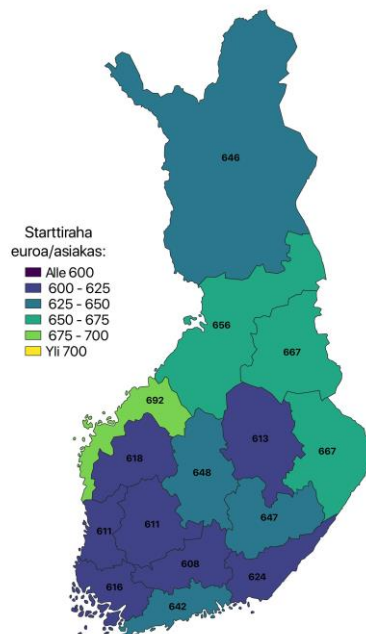 646
Starttiraha
euroa/asiakas:
Alle 600
600 - 625
625 - 650
650 - 675
675 - 700
Yli 700
656
667
692
613
667
618
648
647
611
611
608
624
616
642